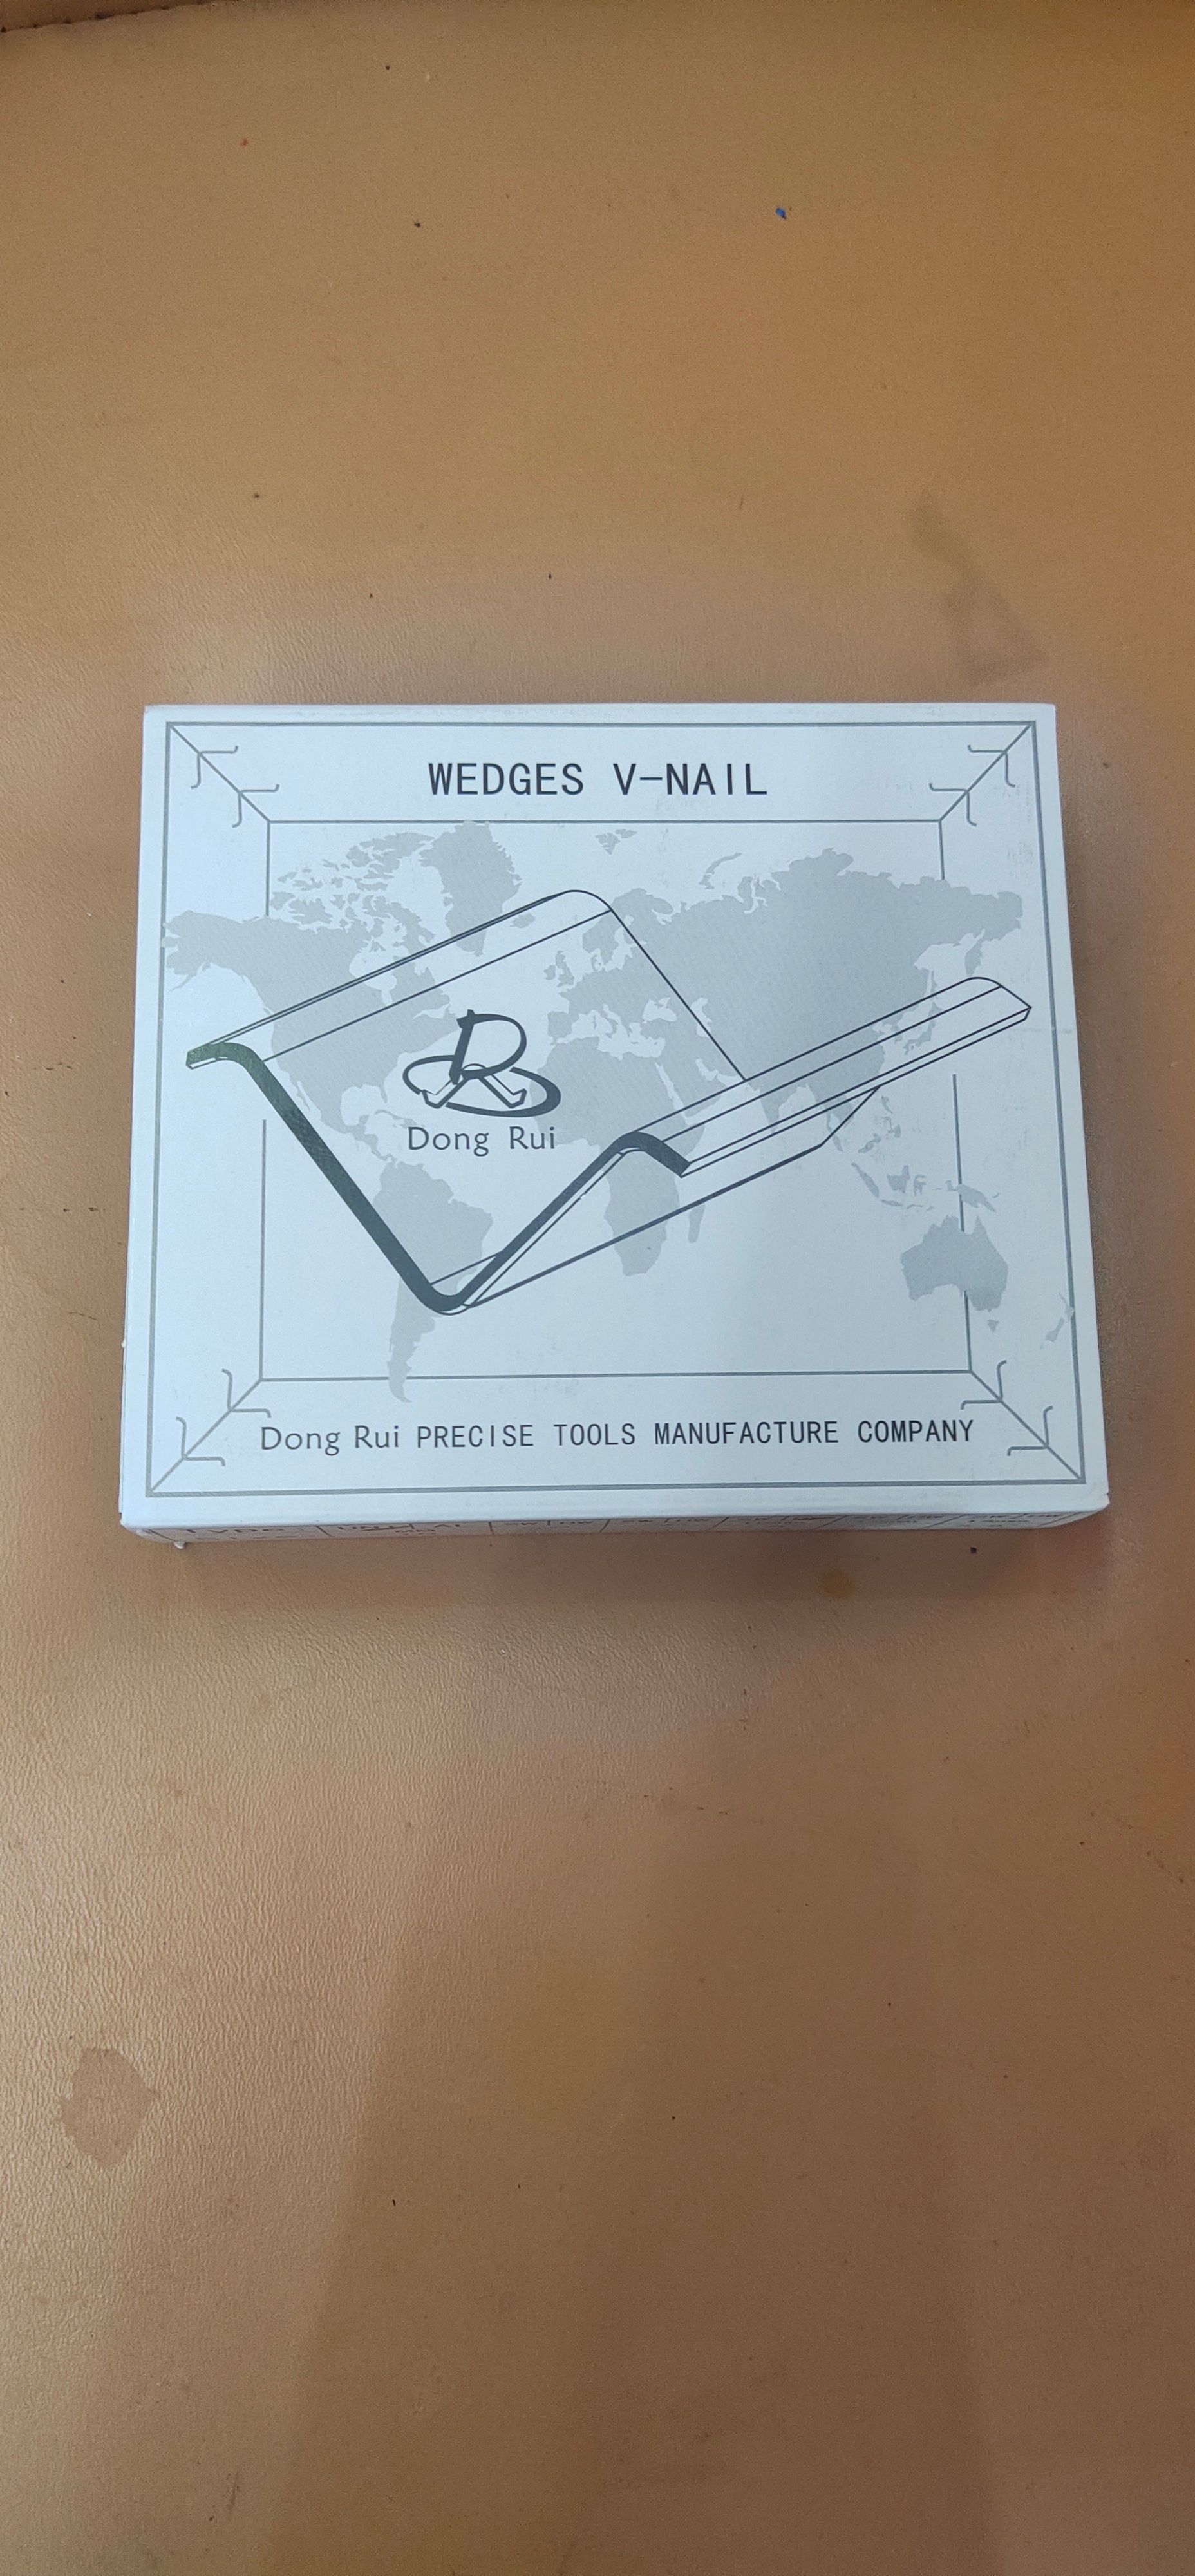 WEDGES V-NAIL
Dong Rui
Dong Rui PRECISE TOOLS MANUFACTURE COMPANY